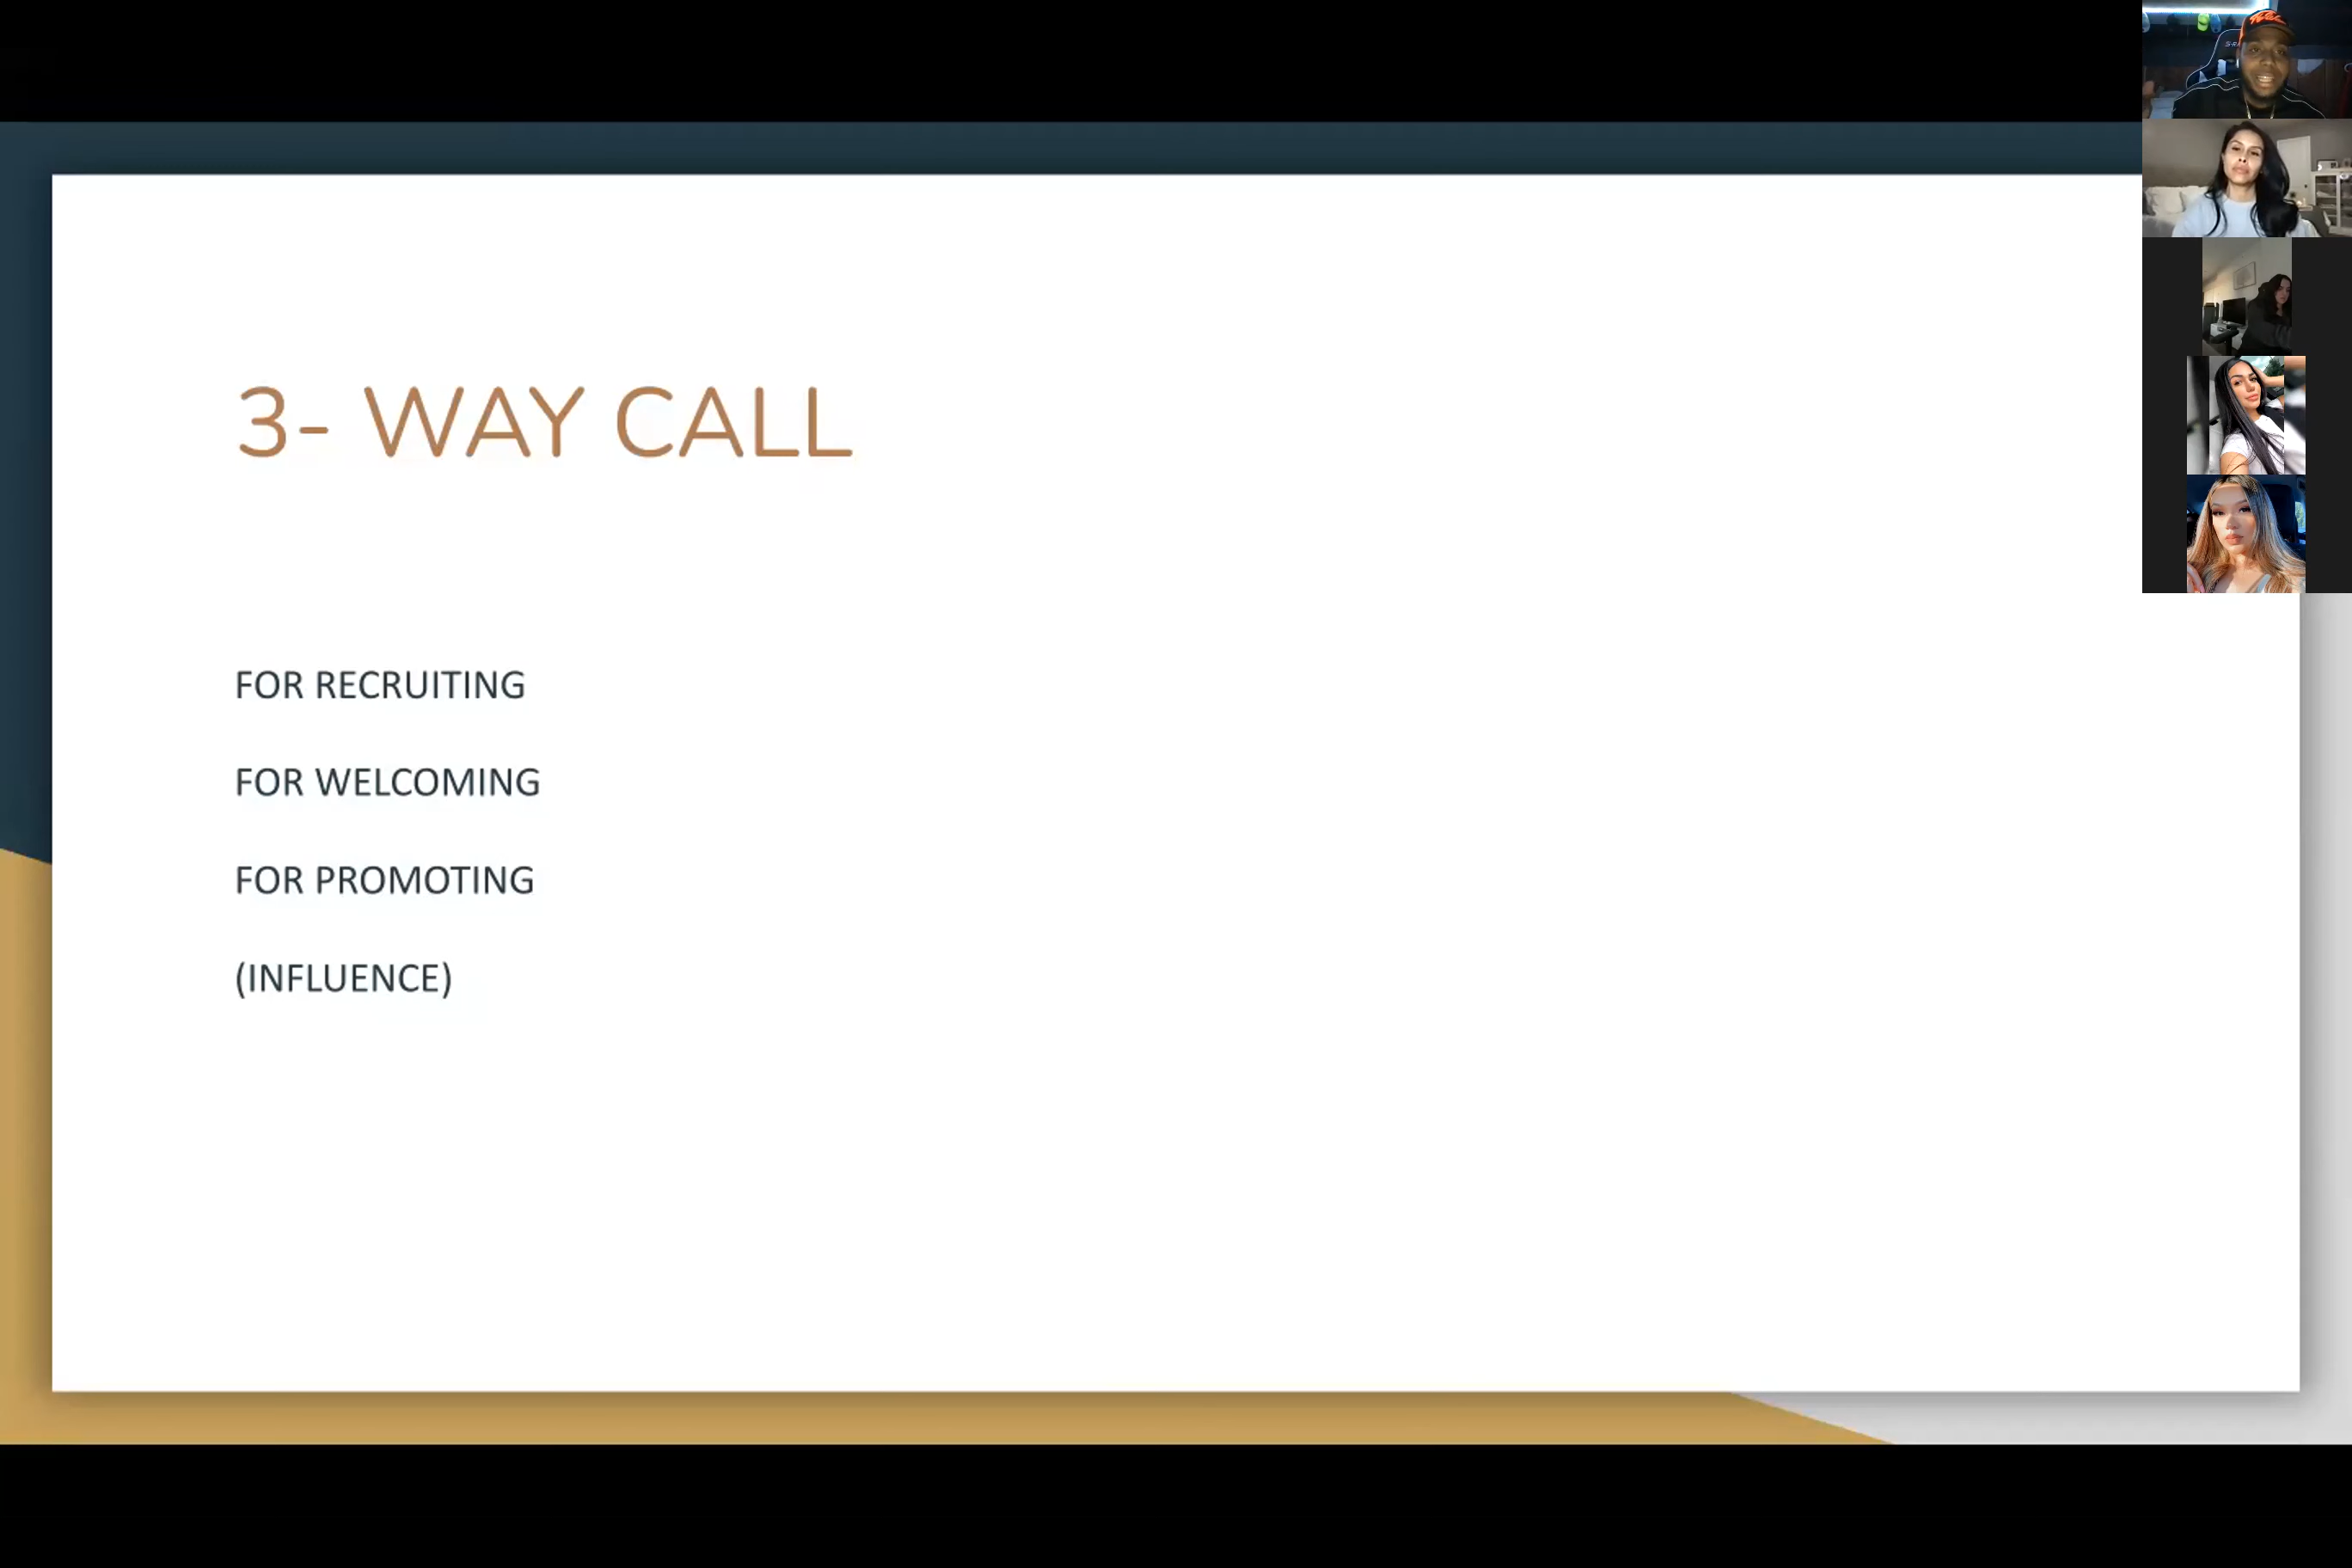 3- WAY CALL
FOR RECRUITING
FOR WELCOMING
FOR PROMOTING
(INFLUENCE)